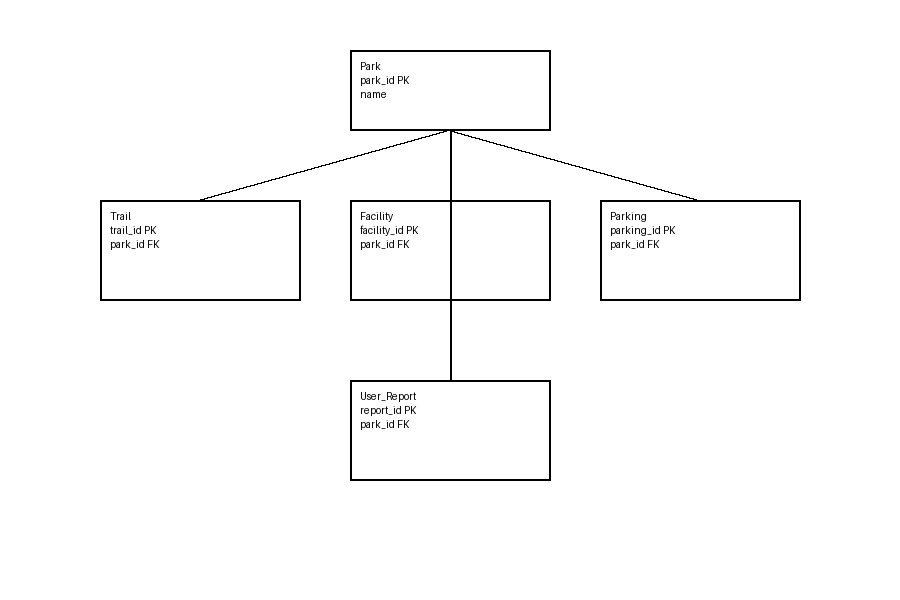 Park
park_id PK
name
Trail
trail_id PK
park_id FK
Facility
facility_id PK
park_id FK
Parking
parking_id PK
park_id FK
User_Report
report_id PK
park_id FK